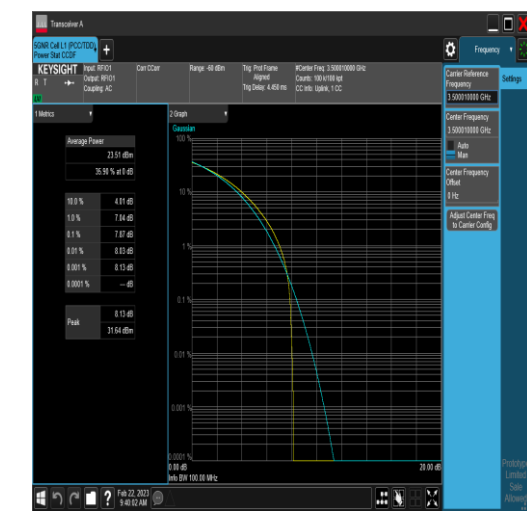 Transceiver A
5GNR Cell L1 (PCC/TDD)
Power Stat CCDF
Frequency
KEYSIGHT
R T
Input: RFIO1
Output: RFIO1
Coupling: AC
Corr CCorr
Range: -60 dBm
Trig: Prot Frame
Aligned
Trig Delay: 4.450 ms
#Center Freq: 3.500010000 GHz
Counts: 100 k/100 kpt
CC Info: Uplink, 1 CC
1 Metrics
Average Power
23.51 dBm
35.90 % at 0 dB
10.0 % 4.01 dB
1.0 % 7.04 dB
0.1 % 7.87 dB
0.01 % 8.03 dB
0.001 % 8.13 dB
0.0001 % --- dB
Peak
8.13 dB
31.64 dBm
2 Graph
Gaussian
100 %
10 %
1 %
0.1 %
0.01 %
0.001 %
0.0001 %
0.00 dB
20.00 dB
Info BW 100.00 MHz
Carrier Reference
Frequency
3.500010000 GHz
Center Frequency
3.500010000 GHz
Auto
Man
Center Frequency
Offset
0 Hz
Adjust Center Freq
to Carrier Config
Settings
Prototype
Limited
Sale
Allowed
?
Feb 22, 2023
9:40:02 AM